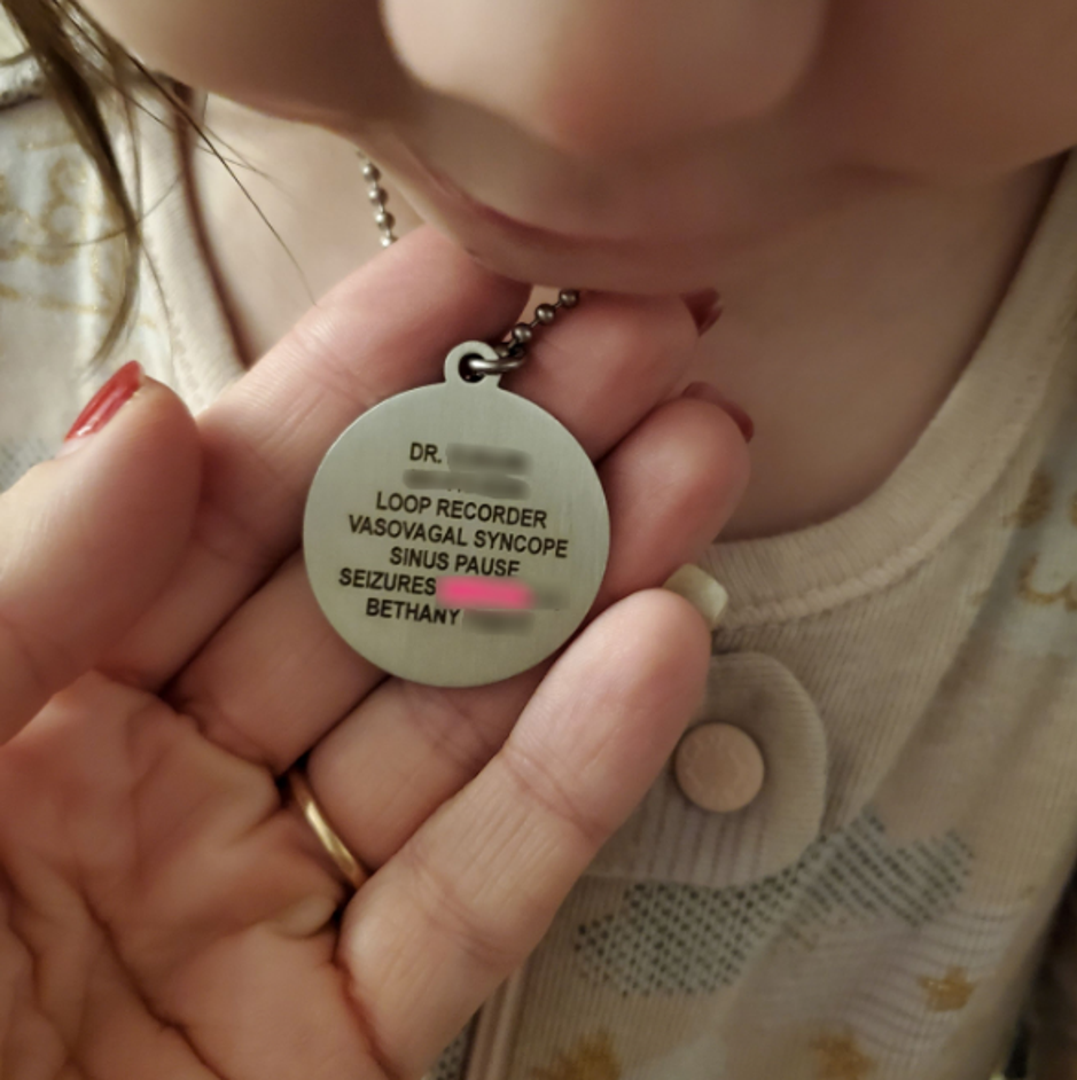 DR.
LOOP RECORDER
VASOVAGAL SYNCOPE
SINUS PAUSE
SEIZURES
BETHANY